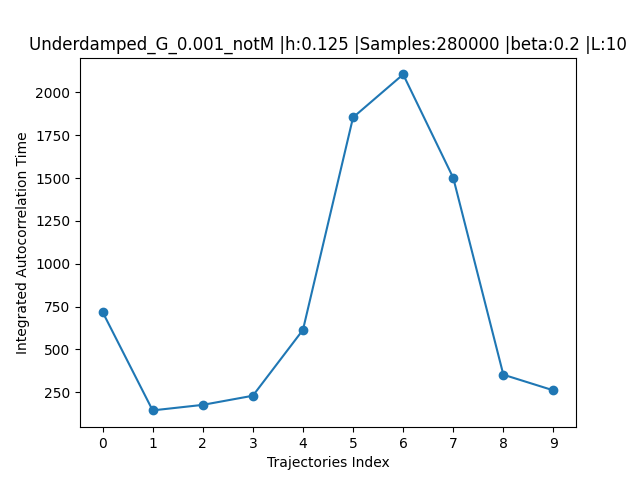 Underdamped_G_0.001_notM |h:0.125 |Samples:280000 |beta:0.2 |L:10
Integrated Autocorrelation Time
2000
1750
1500
1250
1000
750
500
250
0 1 2 3 4 5 6 7 8 9
Trajectories Index